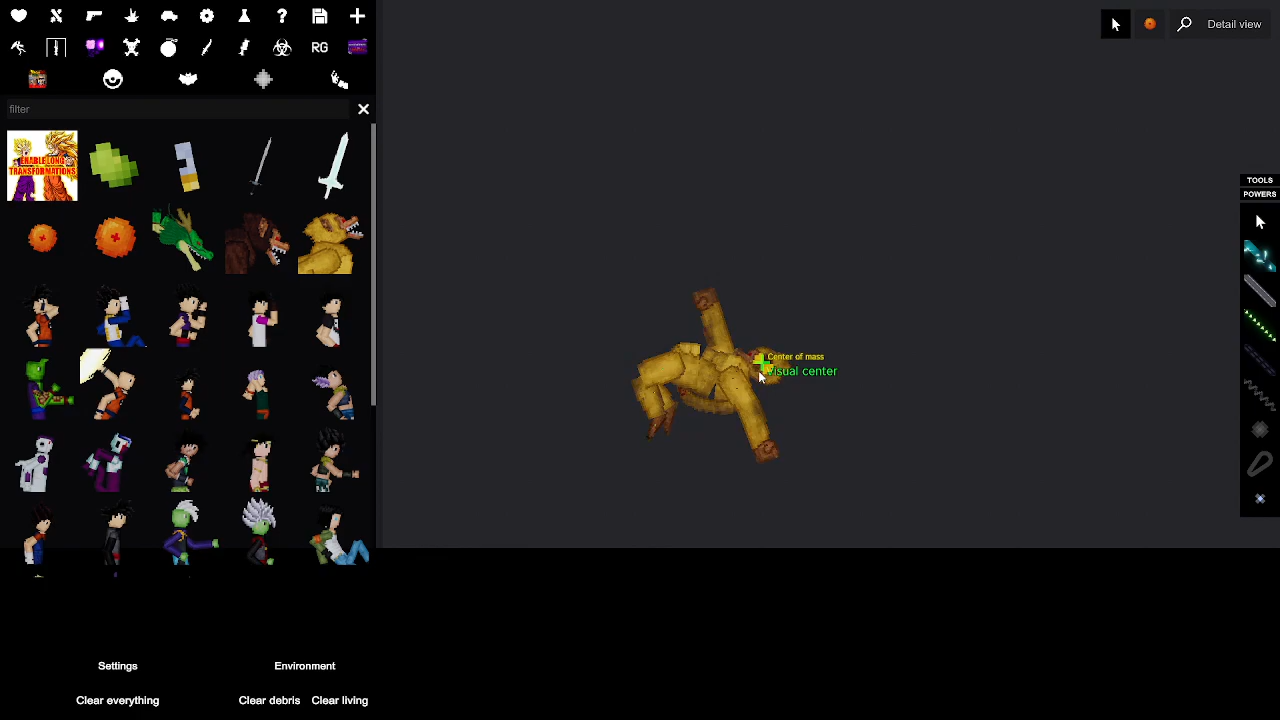 RG
Detail view
filter
ENABLE LONG
TRANSFORMATIONS
TOOLS
POWERS
Center of mass
Visual center
Settings
Environment
Clear everything
Clear debris
Clear living